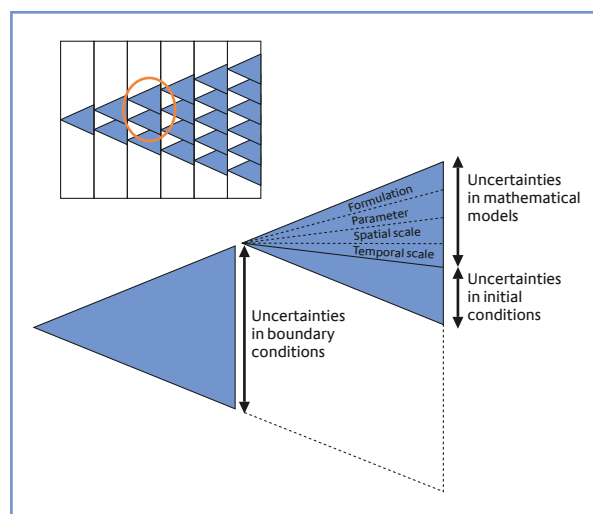 Formulation
Parameter
Spatial scale
Temporal scale
Uncertainties
in mathematical
models
Uncertainties
in initial
conditions
Uncertainties
in boundary
conditions